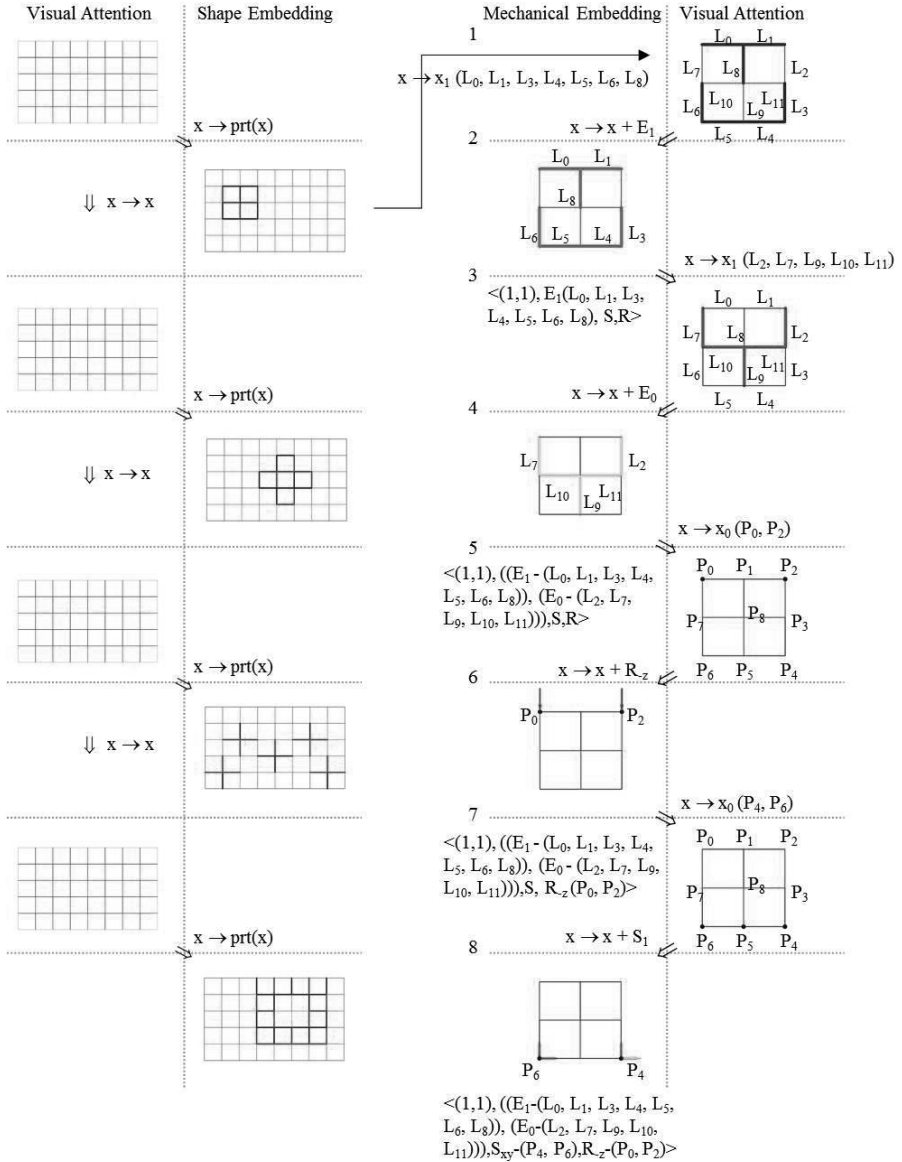 Visual Attention Shape Embedding Mechanical Embedding Visual Attention
1
L0 L1
x → x1 (L0, L1, L3, L4, L5, L6, L8)
L7 L8 L2
L6 L10 L9 L11 L3
L5 L4
x → prt(x)
2
x → x + E1
⇓ x → x
L0 L1
L8
L6 L5 L4 L3
x → x1 (L2, L7, L9, L10, L11)
3
<(1,1), E1(L0, L1, L3,
L4, L5, L6, L8), S,R>
L0 L1
L7 L8 L2
L6 L10 L9 L11 L3
L5 L4
x → prt(x)
4
x → x + E0
⇓ x → x
L7 L2
L10 L9 L11
x → x0 (P0, P2)
5
<(1,1), ((E1 - (L0, L1, L3, L4,
L5, L6, L8)), (E0 - (L2, L7,
L9, L10, L11))),S,R>
P0 P1 P2
P7 P8 P3
P6 P5 P4
x → prt(x)
6
x → x + R-z
⇓ x → x
P0 P2
x → x0 (P4, P6)
7
<(1,1), ((E1 - (L0, L1, L3, L4,
L5, L6, L8)), (E0 - (L2, L7, L9,
L10, L11))),S, R-z(P0, P2)>
P0 P1 P2
P7 P8 P3
P6 P5 P4
x → prt(x)
8
x → x + S1
P6 P4
<(1,1), ((E1-(L0, L1, L3, L4, L5,
L6, L8)), (E0-(L2, L7, L9, L10,
L11))),Sxy-(P4, P6),R-z-(P0, P2)>